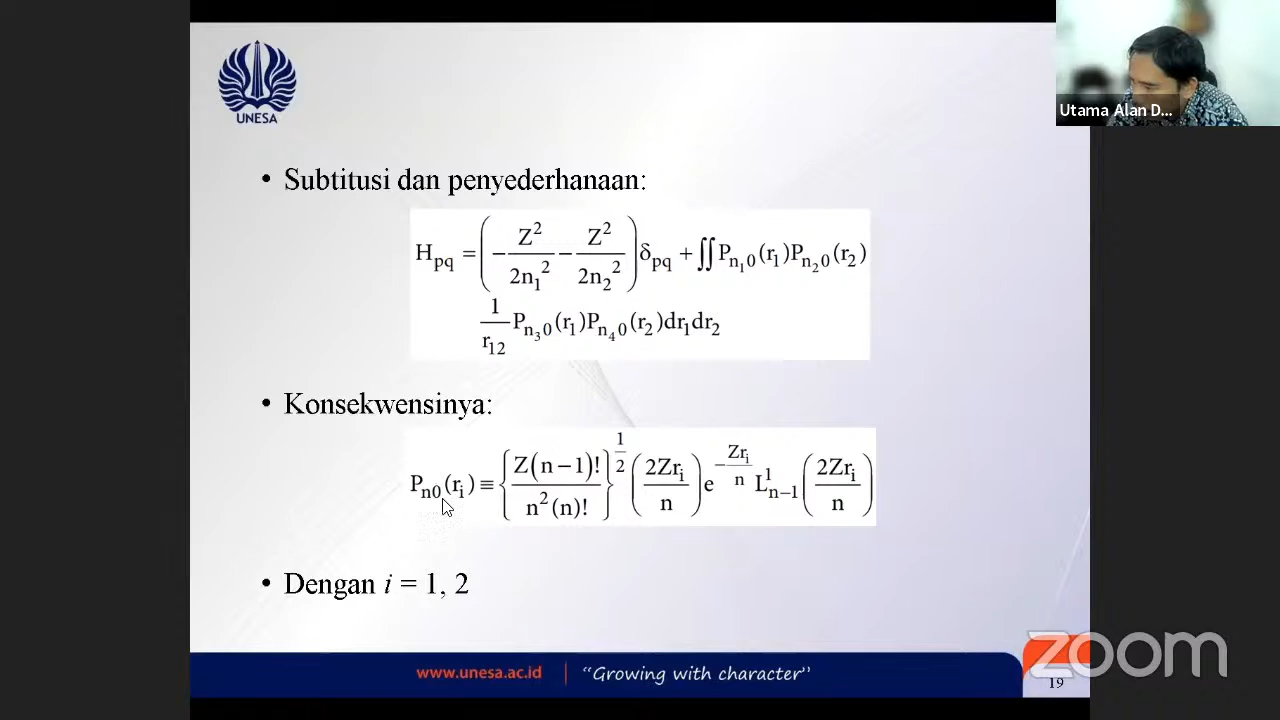 UNESA
Utama Alan D...
• Subtitusi dan penyederhanaan:
H_pq = (− Z²/2n₁² − Z²/2n₂²) δ_pq + ∬ P_n₁0 (r₁) P_n₂0 (r₂)
1/r₁₂ P_n₃0 (r₁) P_n₄0 (r₂) dr₁dr₂
• Konsekwensinya:
P_n0 (r_i) ≡ {Z(n−1)!/n²(n)!}^(1/2) (2Zr_i/n) e^(−Zr_i/n) L¹_n−1 (2Zr_i/n)
• Dengan i = 1, 2
www.unesa.ac.id
“Growing with character”
zoom
19